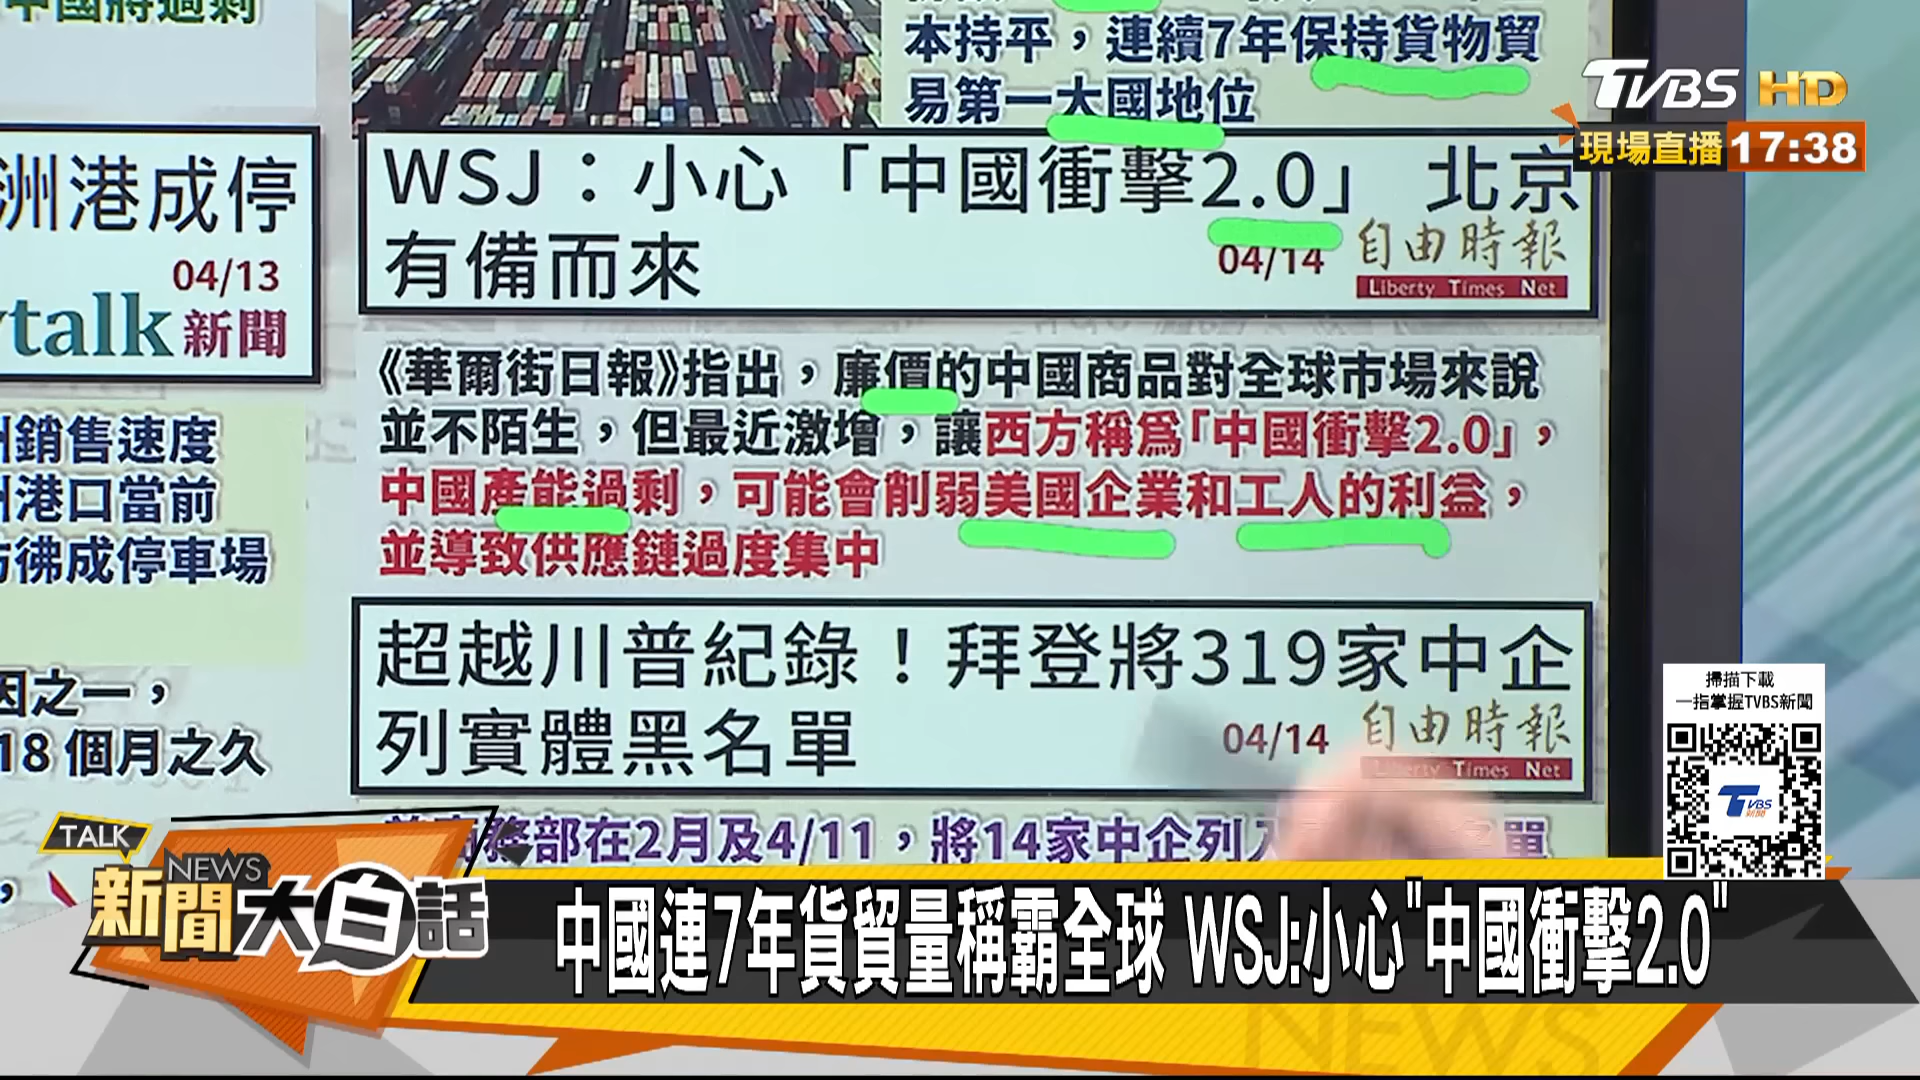 中國將過剩
本持平，連續7年保持貨物貿
易第一大國地位
TVBS HD
現場直播 17:38
洲港成停
04/13
talk 新聞
WSJ：小心「中國衝擊2.0」 北京
有備而來
04/14
自由時報
Liberty Times Net
《華爾街日報》指出，廉價的中國商品對全球市場來說
並不陌生，但最近激增，讓西方稱為「中國衝擊2.0」，
中國產能過剩，可能會削弱美國企業和工人的利益，
並導致供應鏈過度集中
銷售速度
港口當前
彿成停車場
因之一，
18 個月之久
超越川普紀錄！拜登將319家中企
列實體黑名單
04/14
自由時報
Liberty Times Net
務部在2月及4/11，將14家中企列入
單
掃描下載
一指掌握TVBS新聞
TVBS
新聞
TALK
NEWS
新聞大白話
中國連7年貨貿量稱霸全球 WSJ:小心"中國衝擊2.0"
NEWS